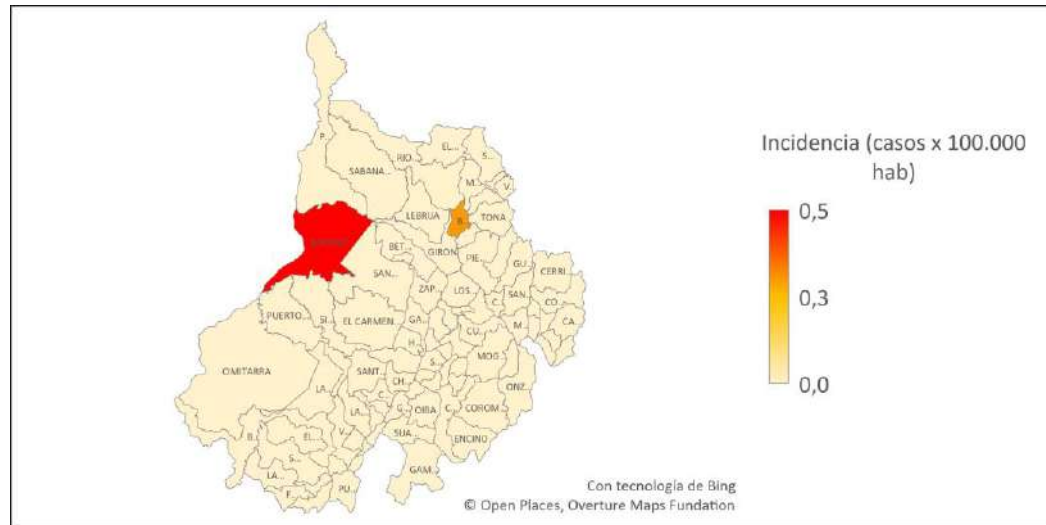 P...
RIO...
EL...
S...
SABANA...
M...
V...
LEBRIJA
B...
TONA
BET...
GIRON
PIE...
SAN...
GU...
CERRI...
ZAP...
LOS...
C...
SAN...
CO...
PUERTO...
SI...
EL CARMEN
GA...
CU...
M...
CA...
H...
OMITARRA
SANT...
S...
MOG...
LA...
CH...
ONZ...
C...
LA...
G...
OIBA
C...
COROM...
B...
EL...
V...
SUA...
ENCINO
S...
LA...
GAM...
F...
PU...
Incidencia (casos x 100.000
hab)
0,5
0,3
0,0
Con tecnología de Bing
© Open Places, Overture Maps Fundation